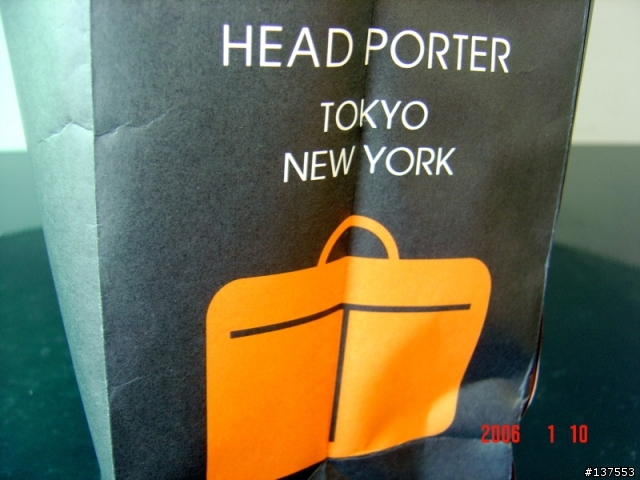 HEAD PORTER
TOKYO
NEW YORK
2006 1 10
#137553